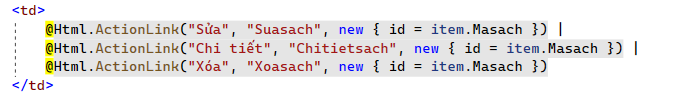 <td>
@Html.ActionLink("Sửa", "Suasach", new { id = item.Masach }) |
@Html.ActionLink("Chi tiết", "Chitietsach", new { id = item.Masach }) |
@Html.ActionLink("Xóa", "Xoasach", new { id = item.Masach })
</td>